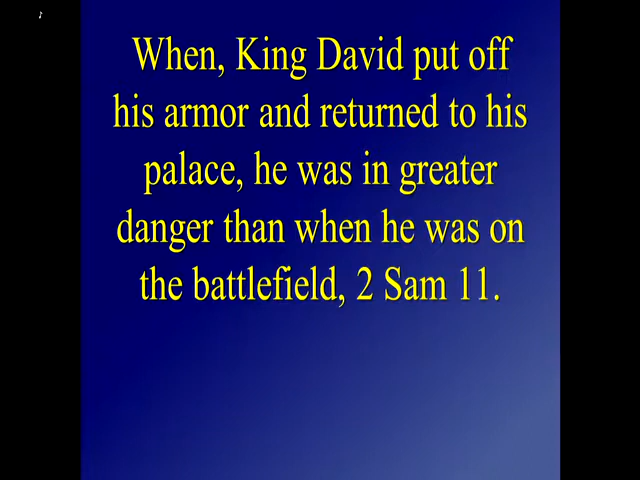 When, King David put off
his armor and returned to his
palace, he was in greater
danger than when he was on
the battlefield, 2 Sam 11.